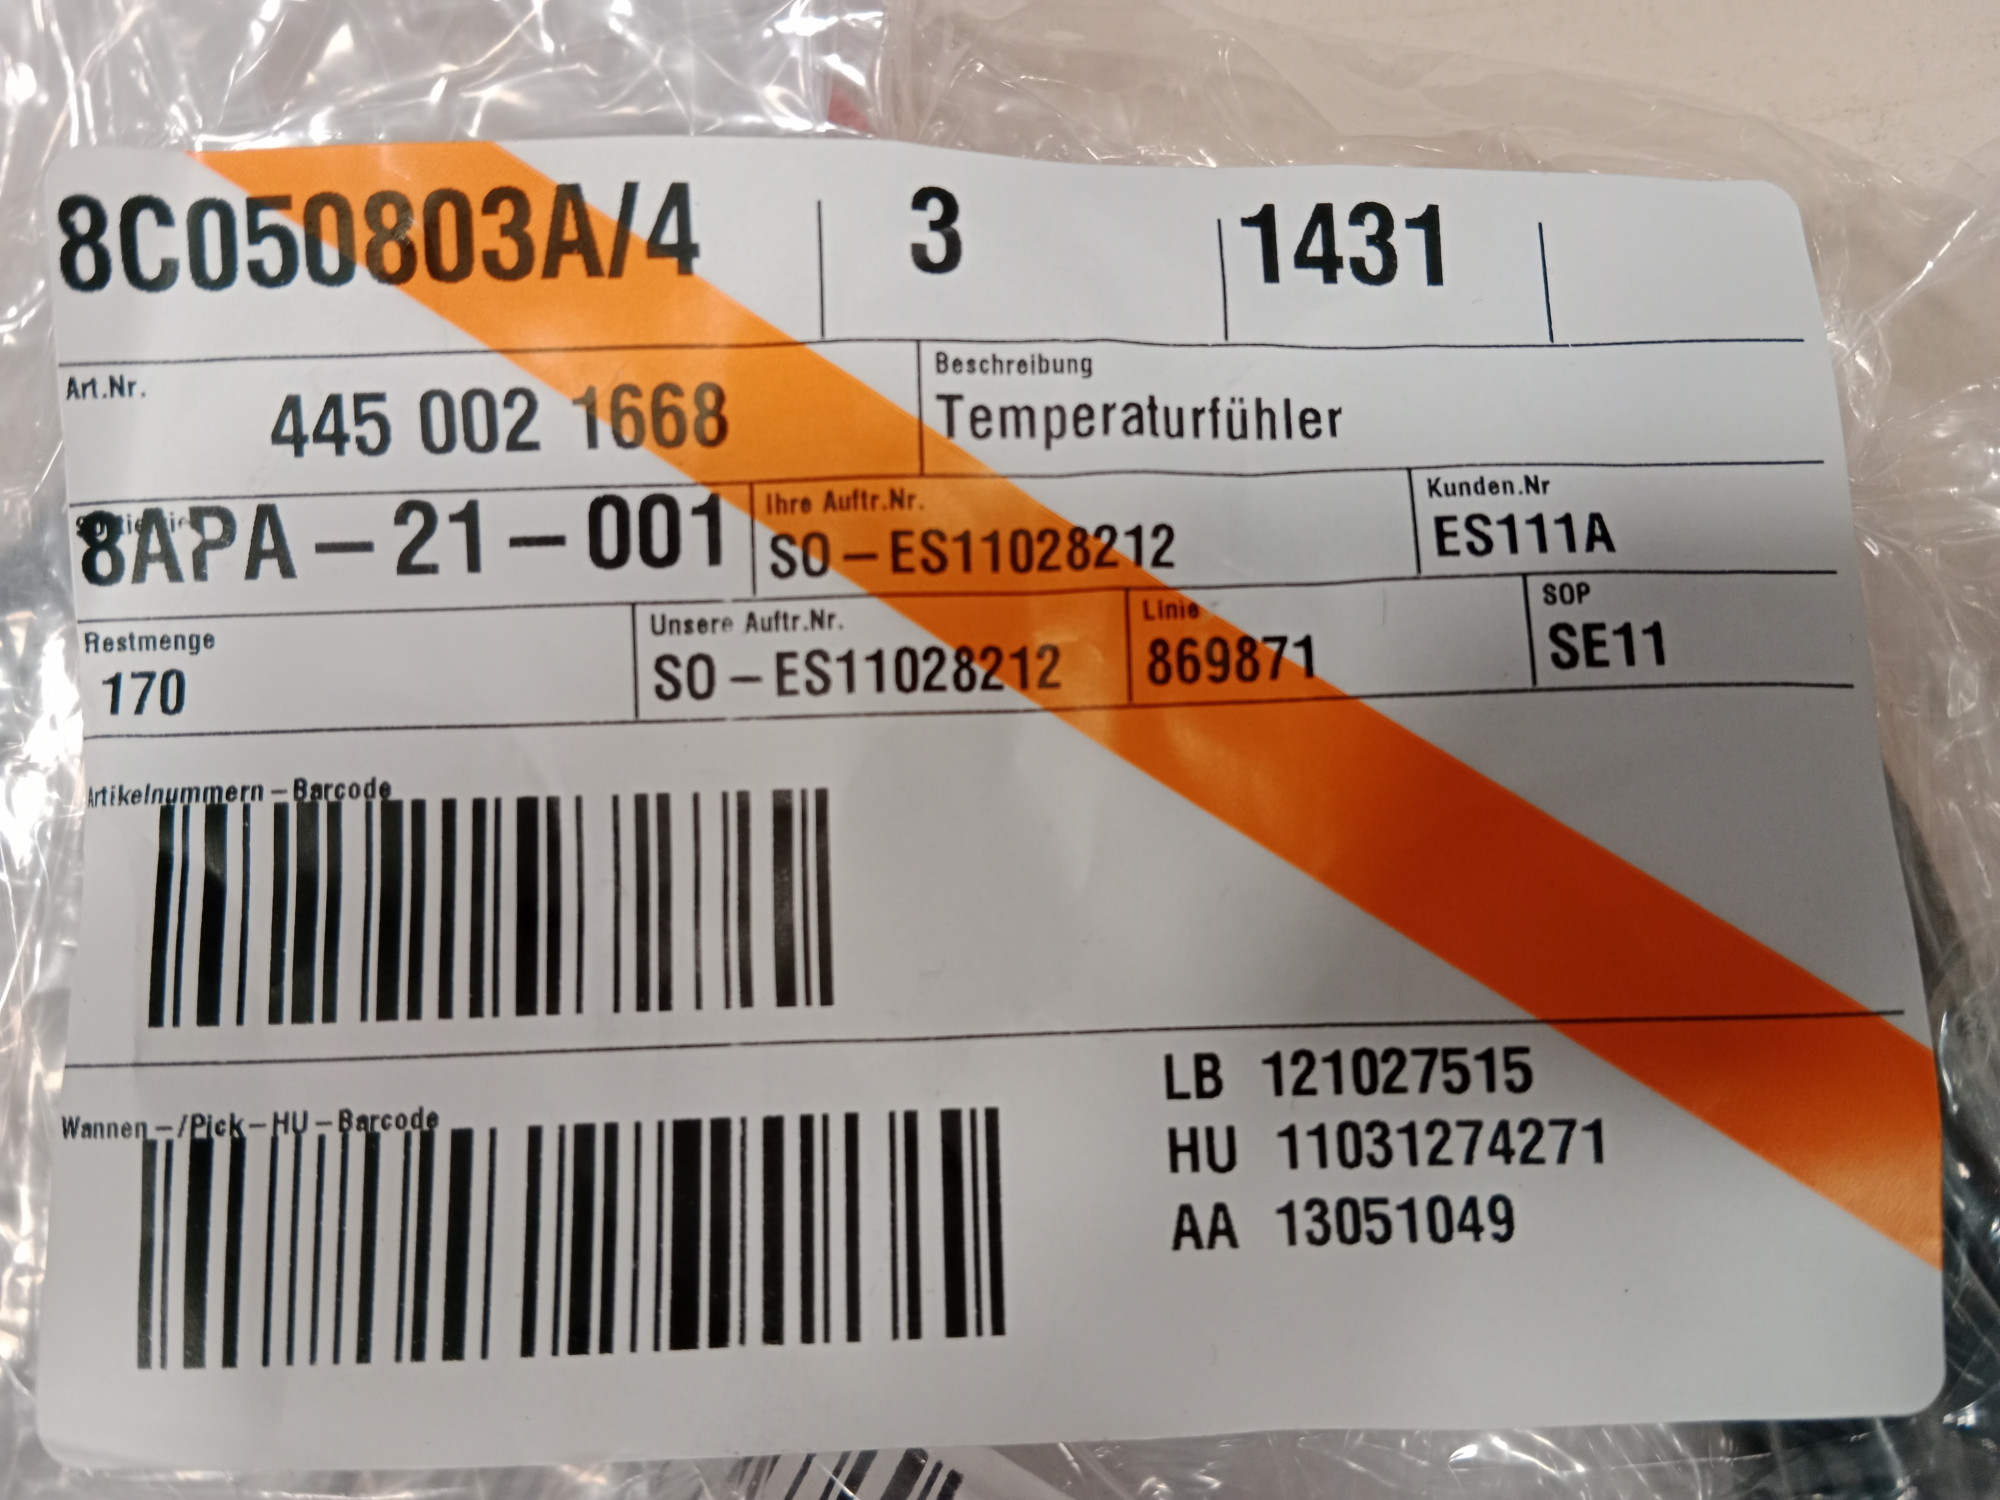 8C050803A/4 3 1431
Art.Nr. 445 002 1668
Beschreibung
Temperaturfühler
8APA-21-001
Ihre Auftr.Nr.
SO-ES11028212
Kunden.Nr
ES111A
Restmenge
170
Unsere Auftr.Nr.
SO-ES11028212
Linie
869871
SOP
SE11
Artikelnummern-Barcode
Wannen-/Pick-HU-Barcode
LB 121027515
HU 11031274271
AA 13051049